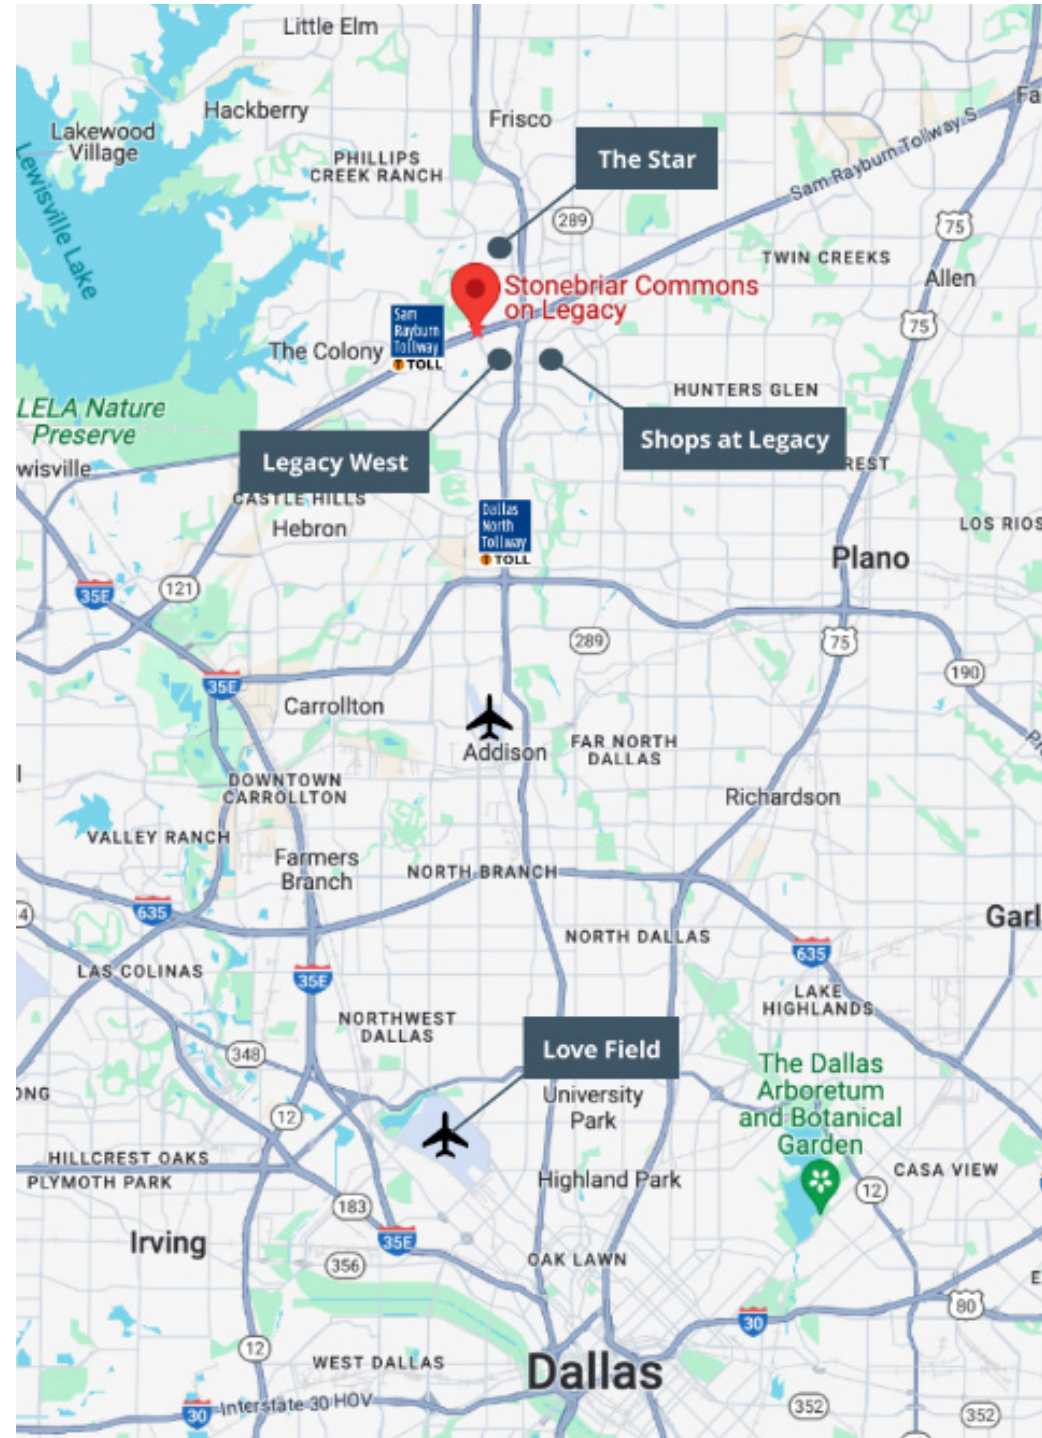 Little Elm
Hackberry
Lakewood
Village
Frisco
Fa
The Star
PHILLIPS
CREEK RANCH
Sam Rayburn Tollway S
Lewisville Lake
289
75
TWIN CREEKS
Allen
Stonebriar Commons
on Legacy
Sam
Rayburn
Tollway
TOLL
75
The Colony
HUNTERS GLEN
LELA Nature
Preserve
Shops at Legacy
Legacy West
wisville
REST
CASTLE HILLS
Hebron
Dallas
North
Tollway
TOLL
LOS RIOS
Plano
35E
121
289
75
190
35E
Carrollton
Addison
FAR NORTH
DALLAS
l
DOWNTOWN
CARROLLTON
Richardson
VALLEY RANCH
Farmers
Branch
NORTH BRANCH
635
4
Garl
NORTH DALLAS
635
LAS COLINAS
35E
LAKE
HIGHLANDS
NORTHWEST
DALLAS
Love Field
348
The Dallas
Arboretum
and Botanical
Garden
ONG
University
Park
12
HILLCREST OAKS
PLYMOTH PARK
Highland Park
CASA VIEW
12
183
Irving
35E
356
OAK LAWN
E
80
30
12
WEST DALLAS
Dallas
Interstate 30 HOV
30
352
352